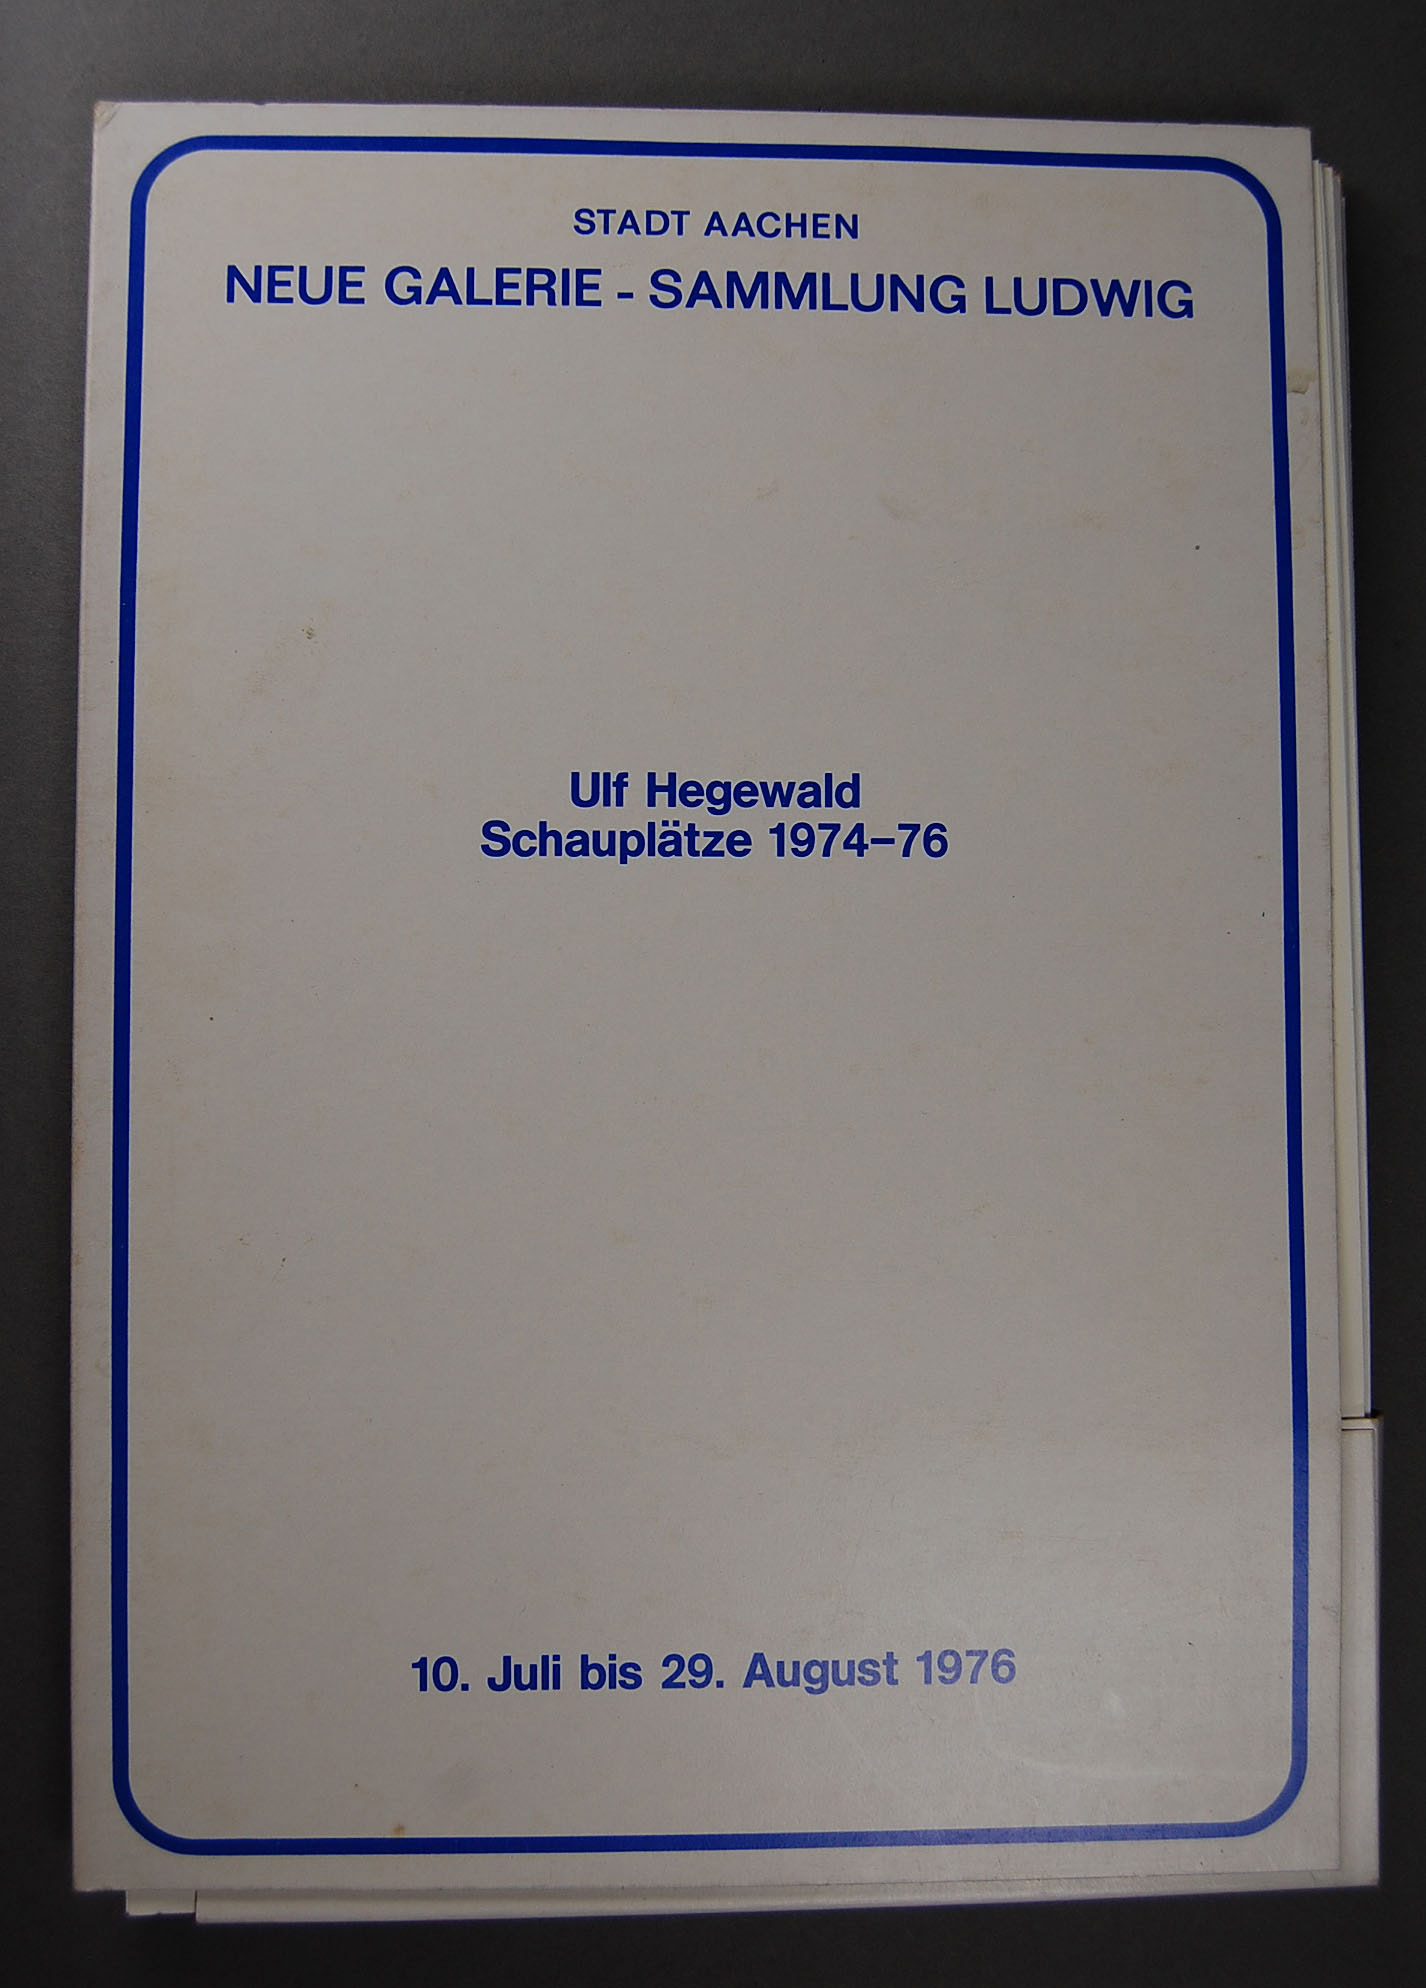 STADT AACHEN
NEUE GALERIE - SAMMLUNG LUDWIG
Ulf Hegewald
Schauplätze 1974–76
10. Juli bis 29. August 1976